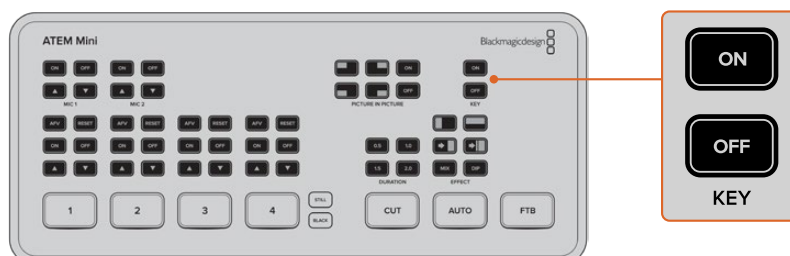 ATEM Mini
Blackmagicdesign
ON OFF ON OFF ON ON
MIC 1 MIC 2 OFF OFF
PICTURE IN PICTURE KEY
AFV RESET AFV RESET AFV RESET AFV RESET
ON OFF ON OFF ON OFF ON OFF 0.5 1.0
1.5 2.0 MIX DIP
DURATION EFFECT
1 2 3 4 STILL CUT AUTO FTB
BLACK
ON
OFF
KEY